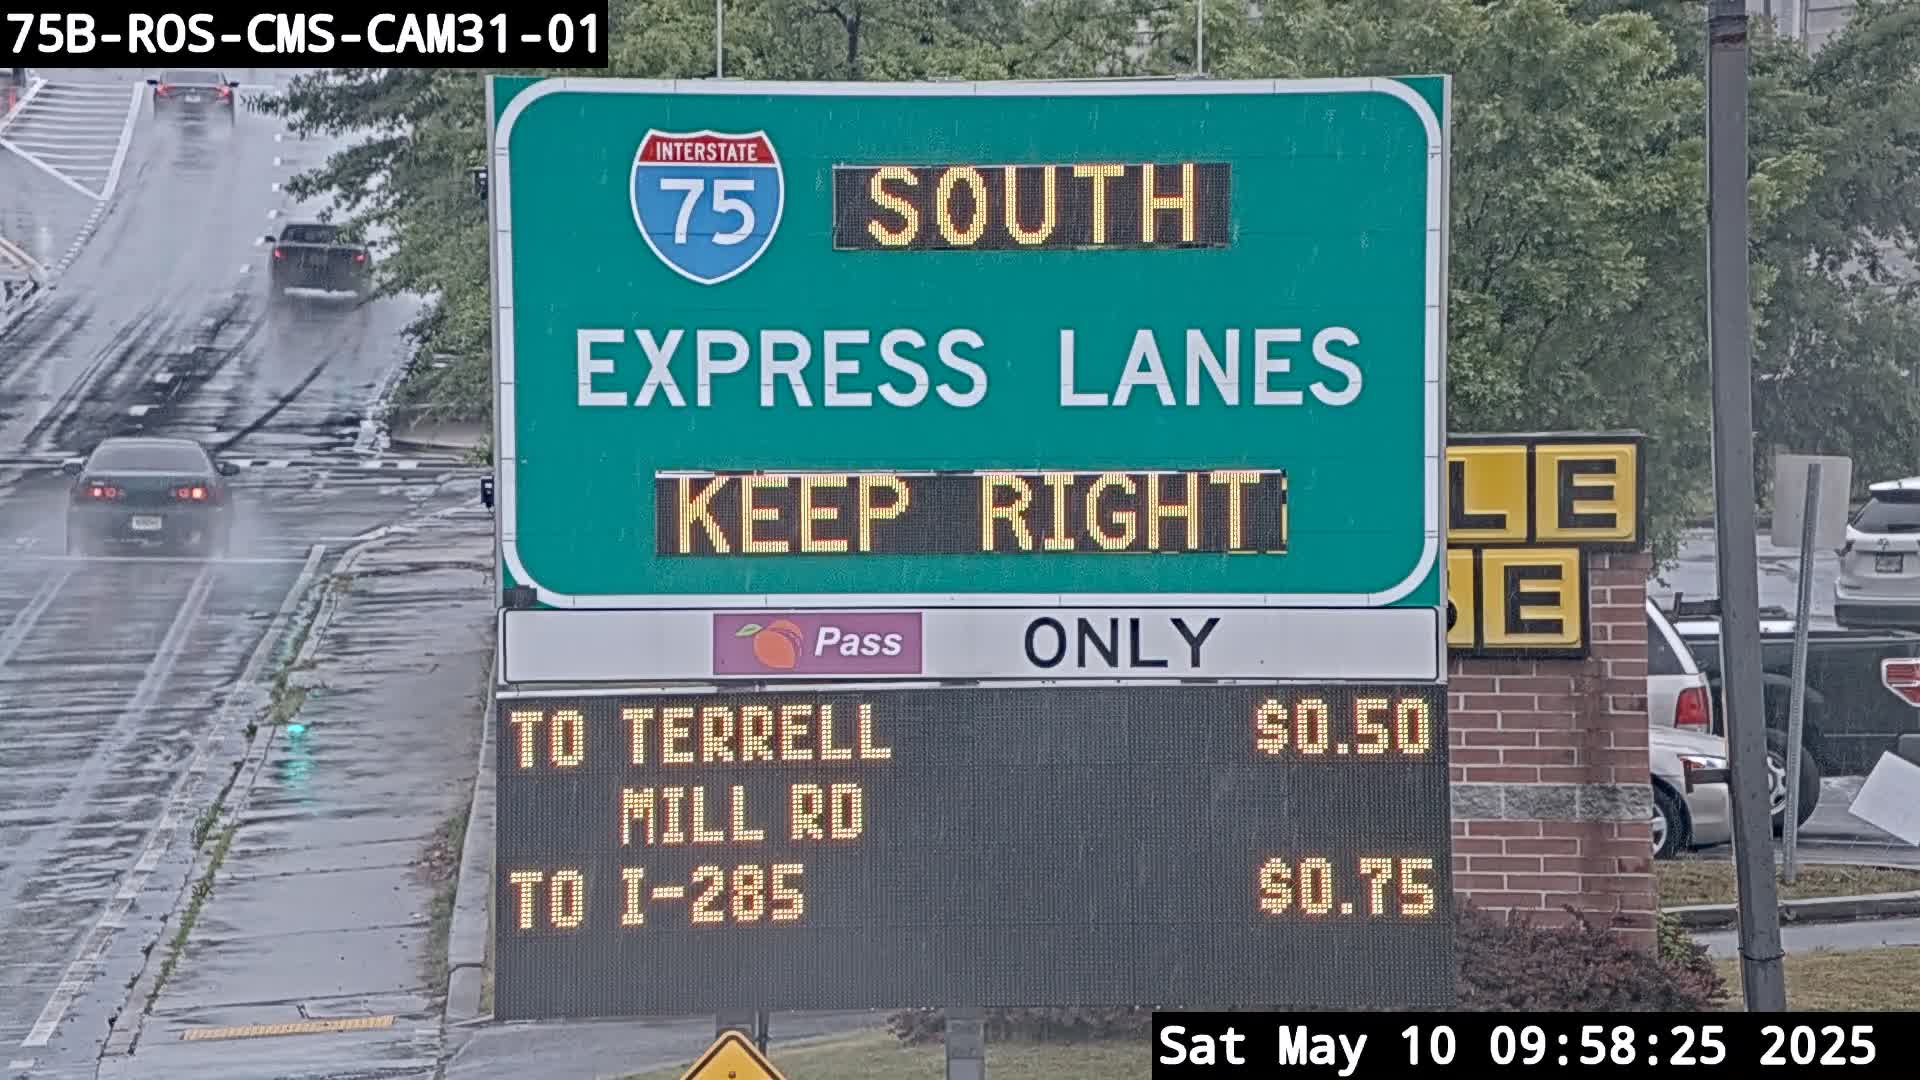 75B-ROS-CMS-CAM31-01
INTERSTATE
75
SOUTH
EXPRESS LANES
KEEP RIGHT
Pass ONLY
TO TERRELL $0.50
MILL RD
TO I-285 $0.75
LE
E
Sat May 10 09:58:25 2025